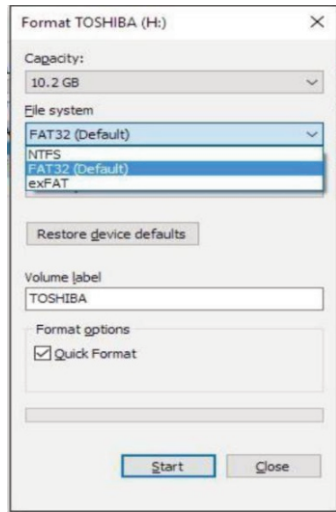 Format TOSHIBA (H:)
Capacity:
10.2 GB
File system
FAT32 (Default)
NTFS
FAT32 (Default)
exFAT
Restore device defaults
Volume label
TOSHIBA
Format options
Quick Format
Start
Close